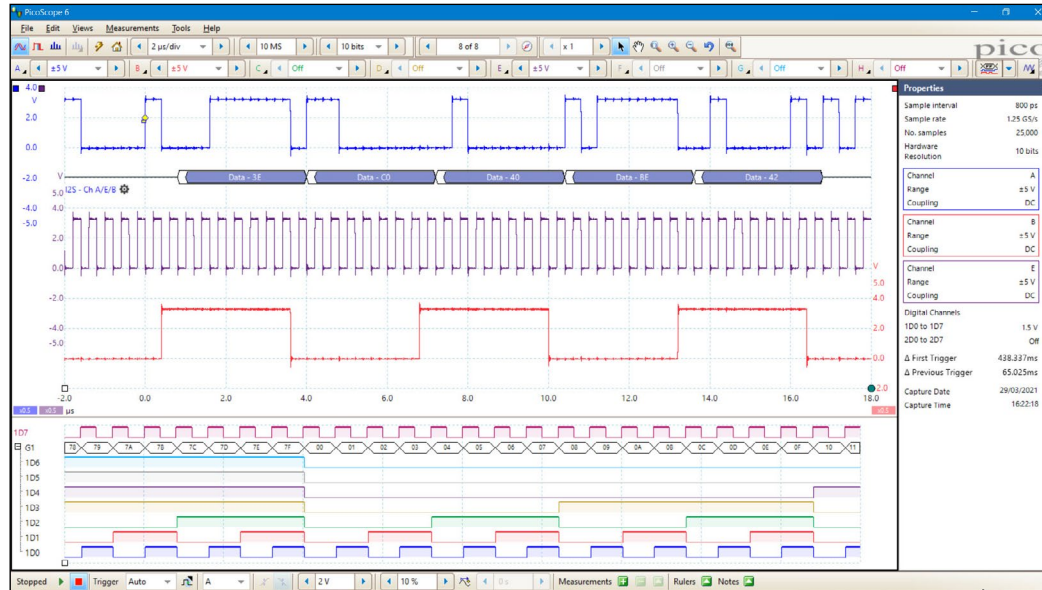 PicoScope 6
File Edit Views Measurements Tools Help
2 µs/div 10 MS 10 bits 8 of 8 x 1
pico
A ±5 V B ±5 V C Off D Off E ±5 V F Off G Off H Off
4.0
V
2.0
0.0
-2.0
-4.0
-5.0
Data - 3E Data - C0 Data - 40 Data - BE Data - 42
I2S - Ch A/E/B
V
5.0
4.0
2.0
0.0
-2.0
-4.0
-5.0
V
5.0
4.0
2.0
0.0
-2.0
-2.0 0.0 2.0 4.0 6.0 8.0 10.0 12.0 14.0 16.0 18.0
x0.5 x0.5 µs x0.5
1D7
G1 78 79 7A 7B 7C 7D 7E 7F 00 01 02 03 04 05 06 07 08 09 0A 0B 0C 0D 0E 0F 10 11
1D6
1D5
1D4
1D3
1D2
1D1
1D0
Properties
Sample interval 800 ps
Sample rate 1.25 GS/s
No. samples 25,000
Hardware Resolution 10 bits
Channel A
Range ±5 V
Coupling DC
Channel B
Range ±5 V
Coupling DC
Channel E
Range ±5 V
Coupling DC
Digital Channels
1D0 to 1D7 1.5 V
2D0 to 2D7 Off
Δ First Trigger 438.337ms
Δ Previous Trigger 65.025ms
Capture Date 29/03/2021
Capture Time 16:22:18
Stopped Trigger Auto A 2 V 10 % 0 s Measurements Rulers Notes